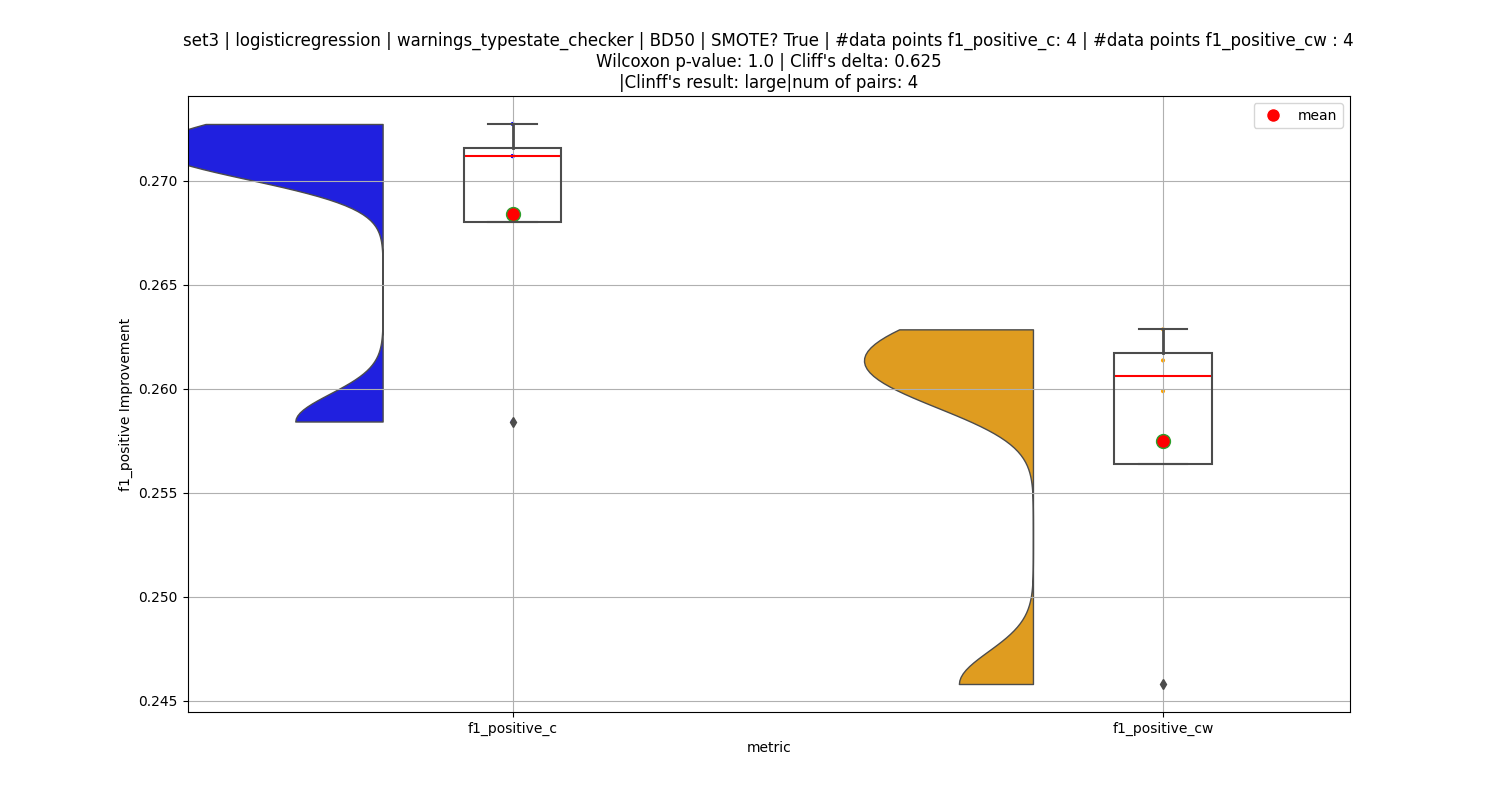 set3 | logisticregression | warnings_typestate_checker | BD50 | SMOTE? True | #data points f1_positive_c: 4 | #data points f1_positive_cw : 4
Wilcoxon p-value: 1.0 | Cliff's delta: 0.625
|Clinff's result: large|num of pairs: 4
mean
0.270
0.265
0.260
0.255
0.250
0.245
f1_positive Improvement
f1_positive_c
f1_positive_cw
metric